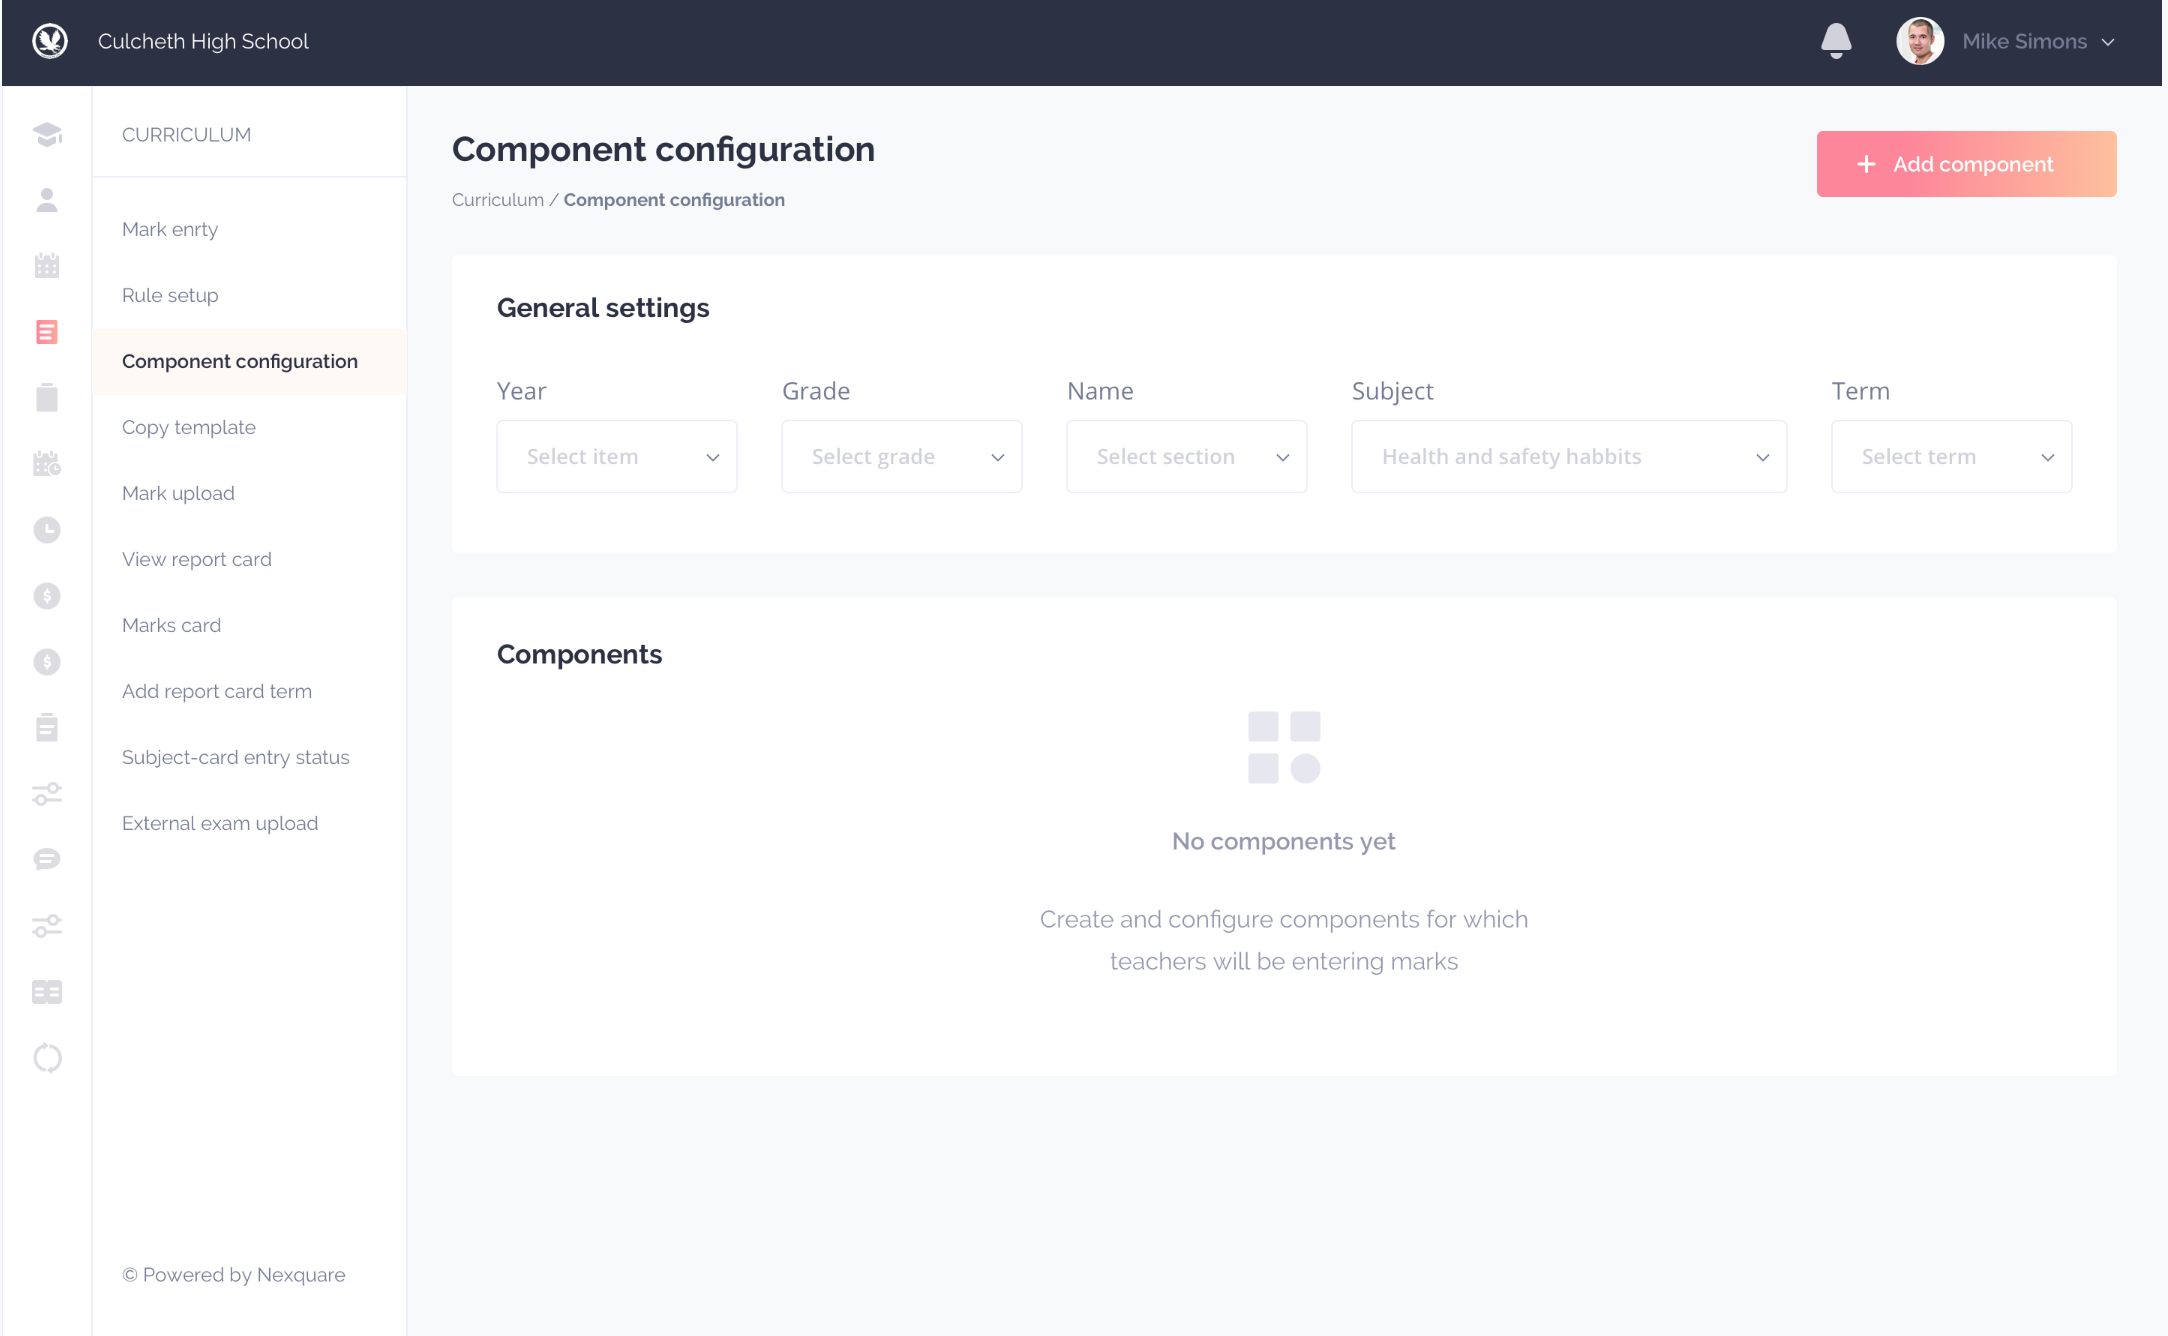 Culcheth High School
Mike Simons
CURRICULUM
Mark enrty
Rule setup
Component configuration
Copy template
Mark upload
View report card
Marks card
Add report card term
Subject-card entry status
External exam upload
© Powered by Nexquare
Component configuration
Curriculum / Component configuration
+ Add component
General settings
Year
Grade
Name
Subject
Term
Select item
Select grade
Select section
Health and safety habbits
Select term
Components
No components yet
Create and configure components for which
teachers will be entering marks